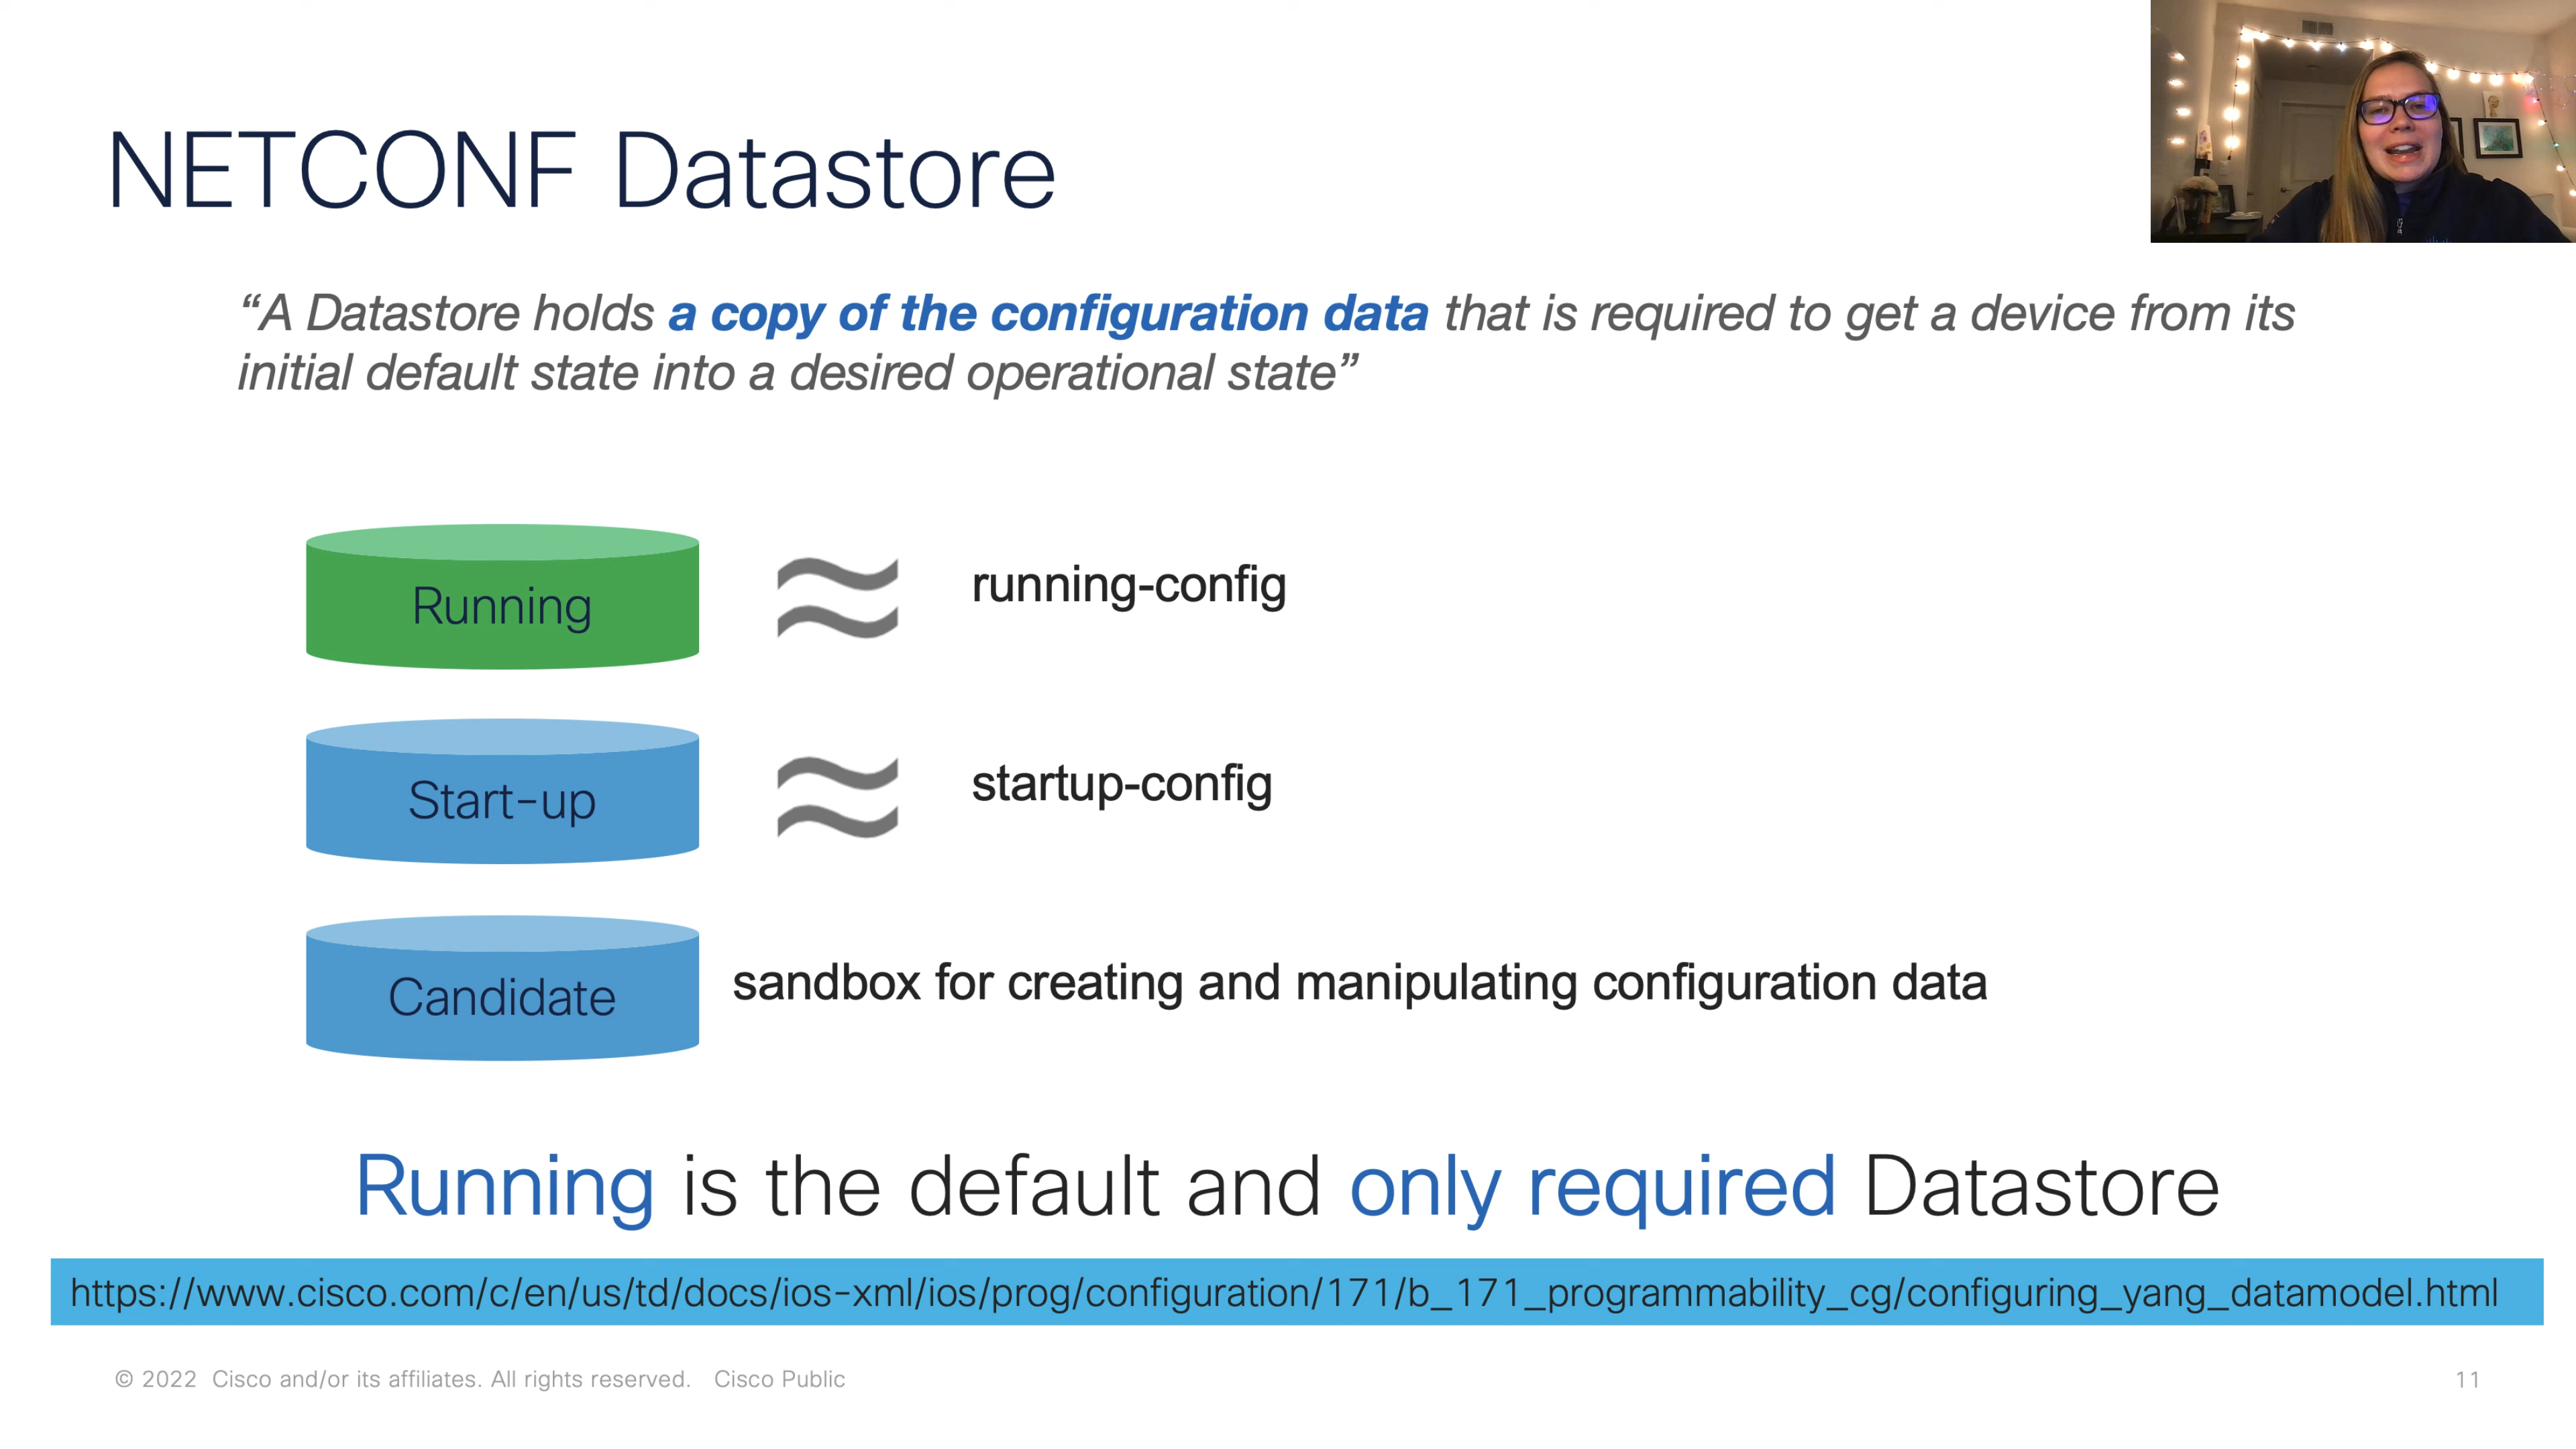 NETCONF Datastore
“A Datastore holds a copy of the configuration data that is required to get a device from its
initial default state into a desired operational state”
Running
≈ running-config
Start-up
≈ startup-config
Candidate
sandbox for creating and manipulating configuration data
Running is the default and only required Datastore
https://www.cisco.com/c/en/us/td/docs/ios-xml/ios/prog/configuration/171/b_171_programmability_cg/configuring_yang_datamodel.html
© 2022 Cisco and/or its affiliates. All rights reserved. Cisco Public
11